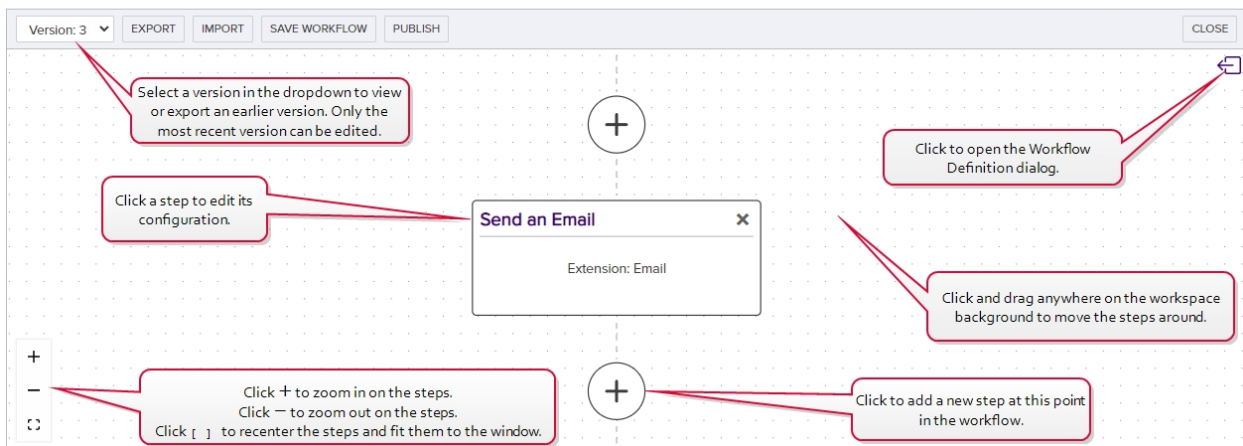 Version: 3 EXPORT IMPORT SAVE WORKFLOW PUBLISH CLOSE
Select a version in the dropdown to view
or export an earlier version. Only the
most recent version can be edited.
Click to open the Workflow
Definition dialog.
Click a step to edit its
configuration.
Send an Email
Extension: Email
Click and drag anywhere on the workspace
background to move the steps around.
Click + to zoom in on the steps.
Click − to zoom out on the steps.
Click [ ] to recenter the steps and fit them to the window.
Click to add a new step at this point
in the workflow.